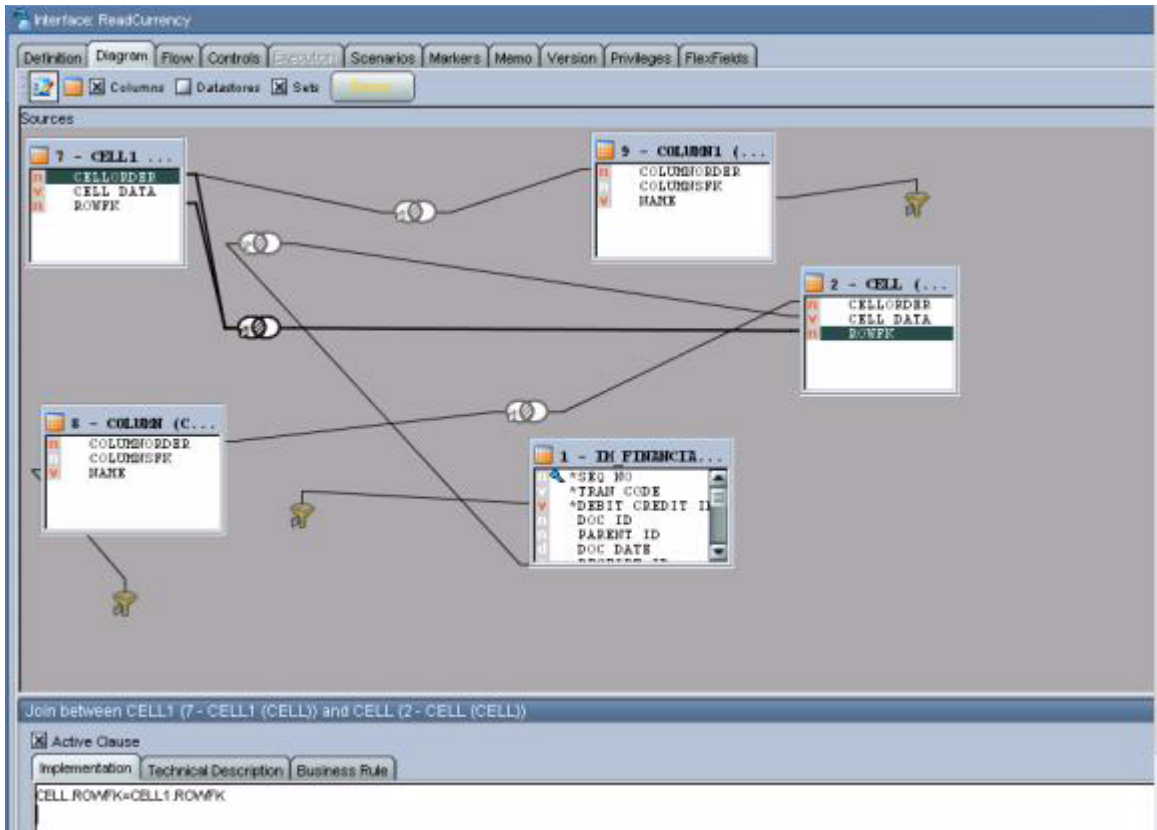 Interface: ReadCurrency
Definition Diagram Flow Controls Execution Scenarios Markers Memo Version Privileges FlexFields
Columns Datastores Sets
Sources
7 - CELL1 ...
CELLORDER
CELL DATA
ROWFK
9 - COLUMN1 (...
COLUMNORDER
COLUMNSFK
NAME
2 - CELL (...
CELLORDER
CELL DATA
ROWFK
8 - COLUMN (C...
COLUMNORDER
COLUMNSFK
NAME
1 - IM_FINANCIA...
*SEQ NO
*TRAN CODE
*DEBIT CREDIT I
DOC ID
PARENT ID
DOC DATE
Join between CELL1 (7 - CELL1 (CELL)) and CELL (2 - CELL (CELL))
Active Clause
Implementation Technical Description Business Rule
CELL.ROWFK=CELL1.ROWFK